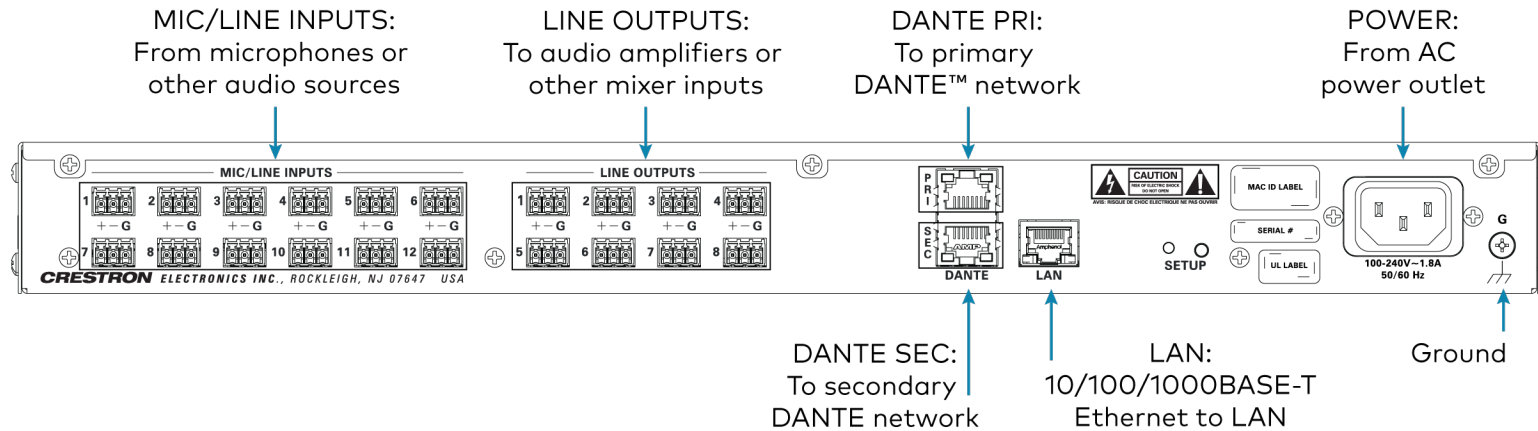 MIC/LINE INPUTS:
From microphones or
other audio sources
LINE OUTPUTS:
To audio amplifiers or
other mixer inputs
DANTE PRI:
To primary
DANTE™ network
POWER:
From AC
power outlet
MIC/LINE INPUTS
1 2 3 4 5 6
+ – G + – G + – G + – G + – G + – G
7 8 9 10 11 12
CRESTRON ELECTRONICS INC., ROCKLEIGH, NJ 07647 USA
LINE OUTPUTS
1 2 3 4
+ – G + – G + – G + – G
5 6 7 8
PRI
SEC
AMP
DANTE
Amphenol
LAN
CAUTION
RISK OF ELECTRIC SHOCK
DO NOT OPEN
AVIS: RISQUE DE CHOC ELECTRIQUE NE PAS OUVRIR
SETUP
MAC ID LABEL
SERIAL #
UL LABEL
100-240V~1.8A
50/60 Hz
G
DANTE SEC:
To secondary
DANTE network
LAN:
10/100/1000BASE-T
Ethernet to LAN
Ground